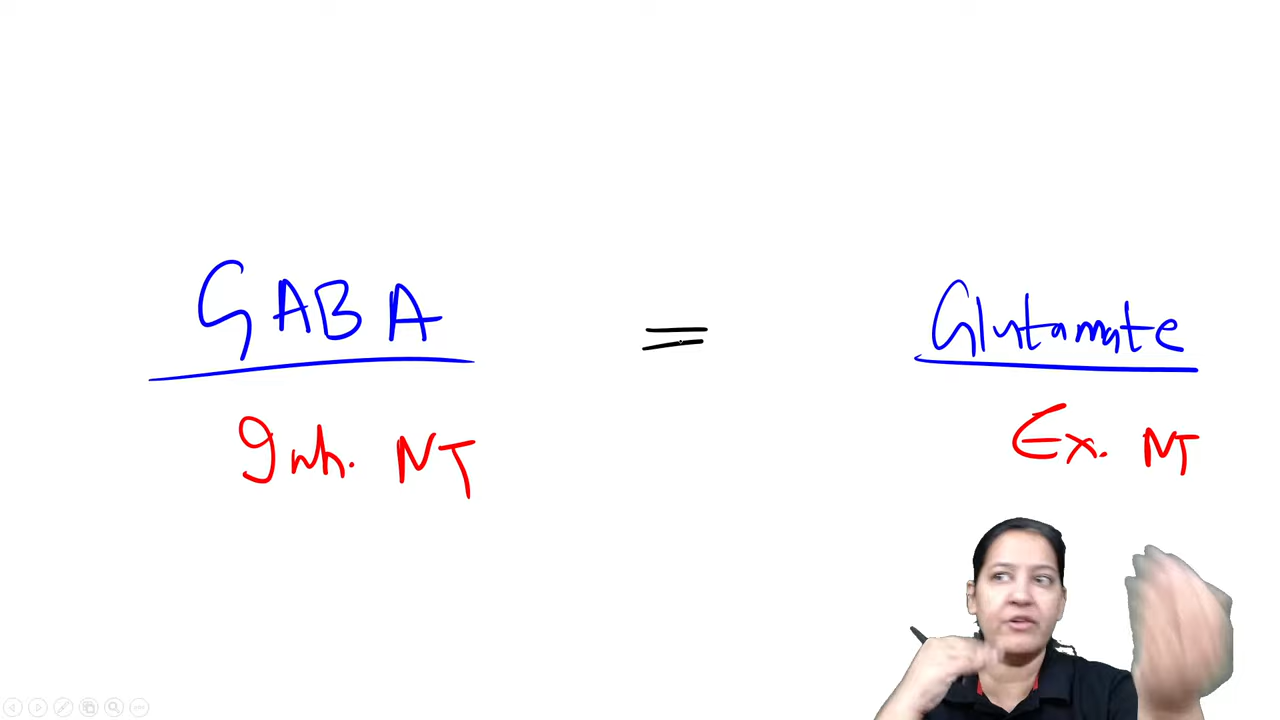 GABA = Glutamate
Inh. NT Ex. NT